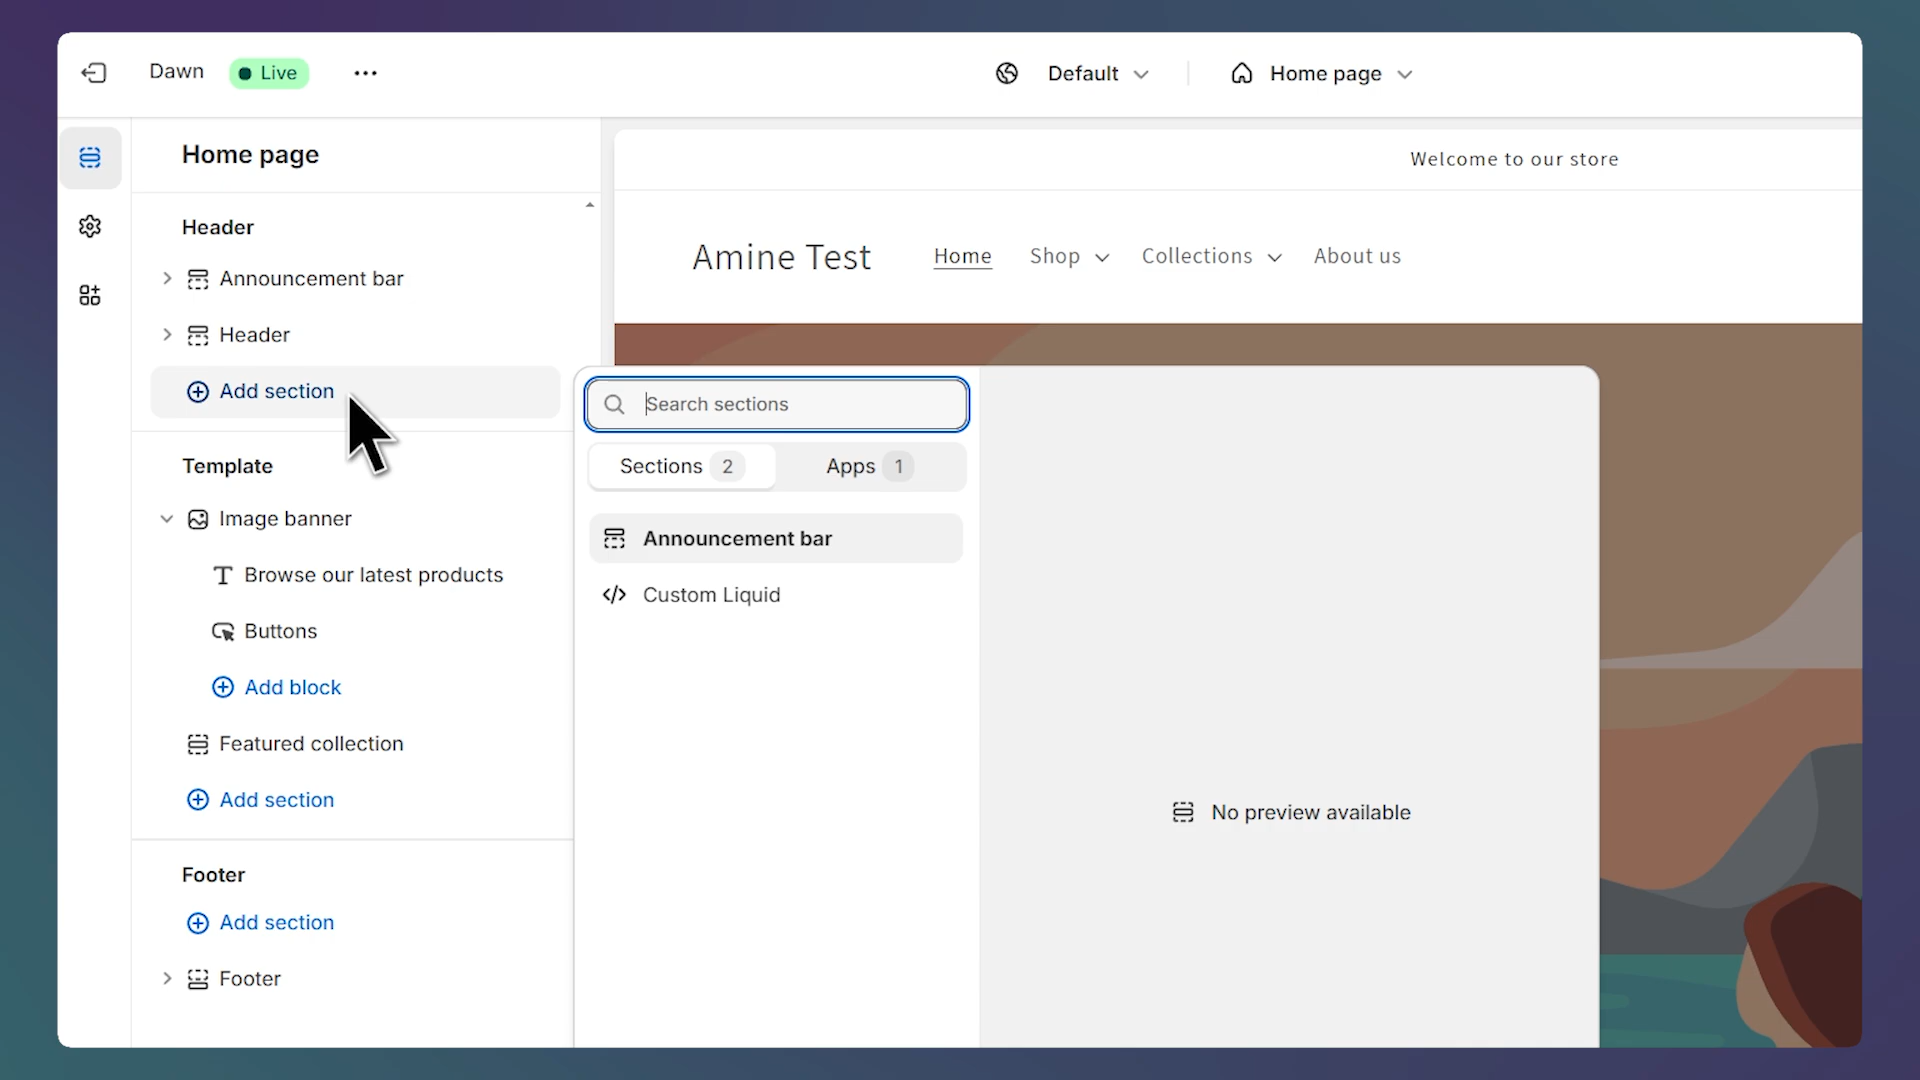 Dawn
Live
Default
Home page
Home page
Header
Announcement bar
Header
Add section
Template
Image banner
Browse our latest products
Buttons
Add block
Featured collection
Add section
Footer
Add section
Footer
Search sections
Sections 2
Apps 1
Announcement bar
Custom Liquid
No preview available
Welcome to our store
Amine Test
Home
Shop
Collections
About us